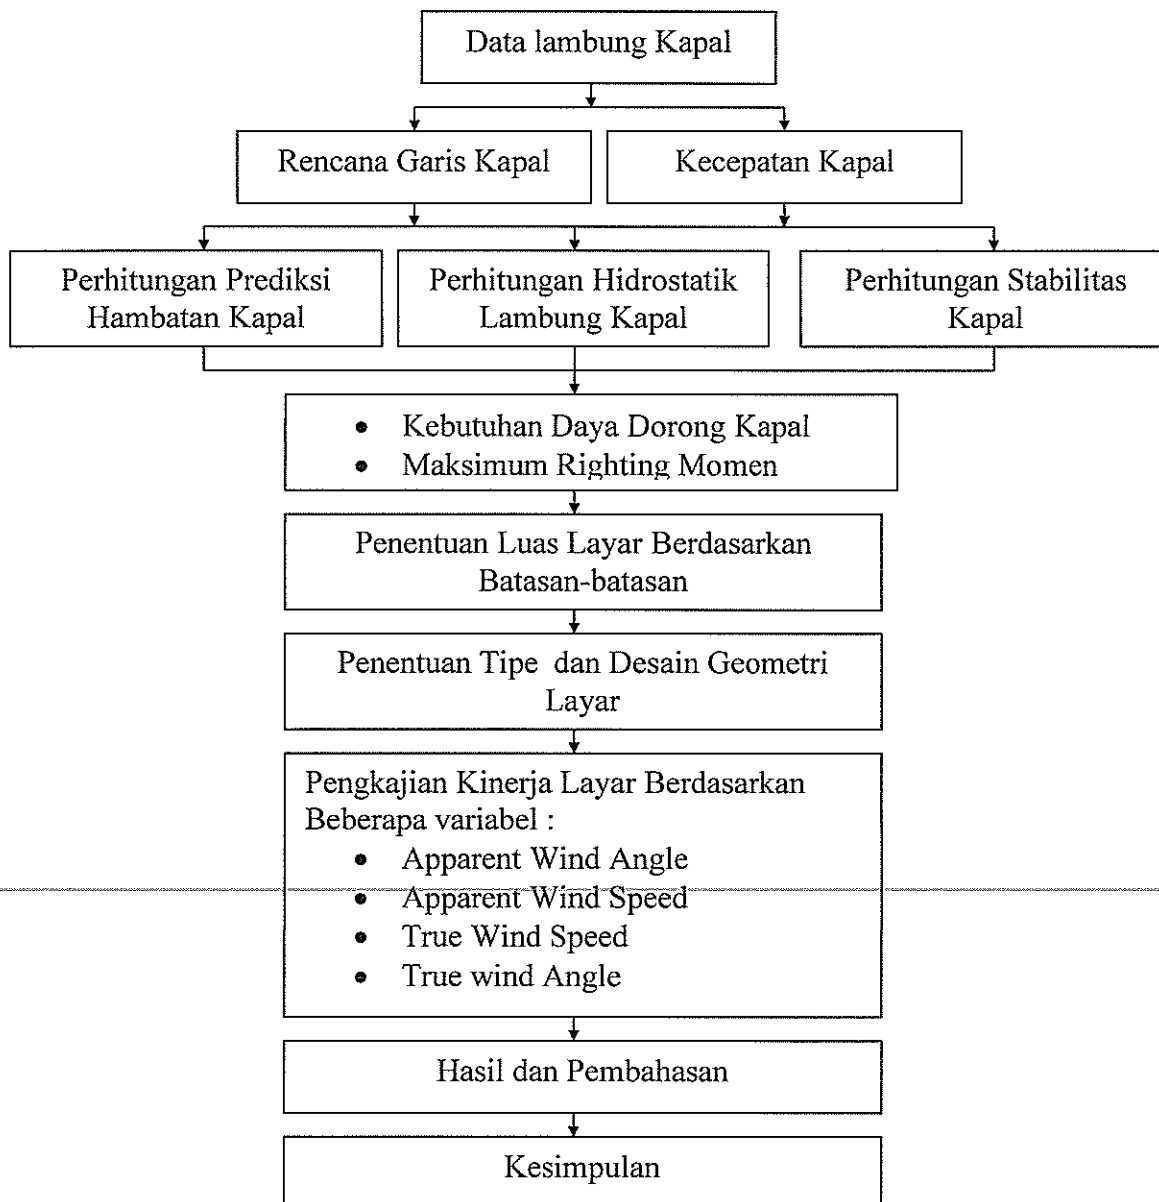 Data lambung Kapal
Rencana Garis Kapal
Kecepatan Kapal
Perhitungan Prediksi
Hambatan Kapal
Perhitungan Hidrostatik
Lambung Kapal
Perhitungan Stabilitas
Kapal
• Kebutuhan Daya Dorong Kapal
• Maksimum Righting Momen
Penentuan Luas Layar Berdasarkan
Batasan-batasan
Penentuan Tipe dan Desain Geometri
Layar
Pengkajian Kinerja Layar Berdasarkan
Beberapa variabel :
• Apparent Wind Angle
• Apparent Wind Speed
• True Wind Speed
• True wind Angle
Hasil dan Pembahasan
Kesimpulan